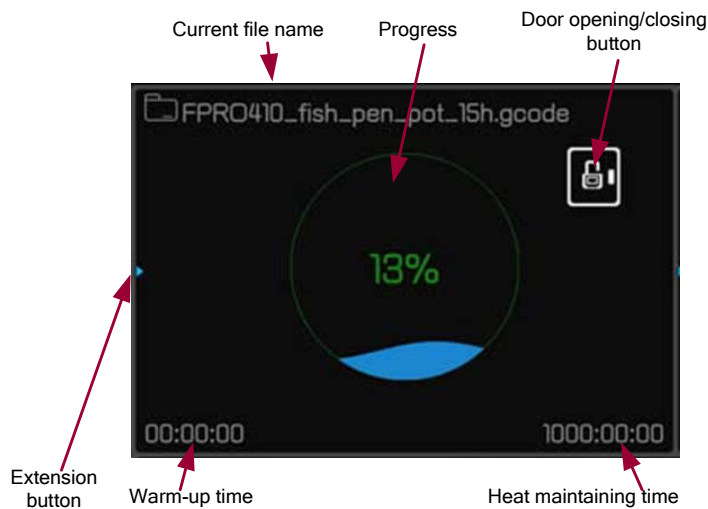 Current file name
Progress
Door opening/closing
button
FPRO410_fish_pen_pot_15h.gcode
13%
00:00:00
1000:00:00
Extension
button
Warm-up time
Heat maintaining time